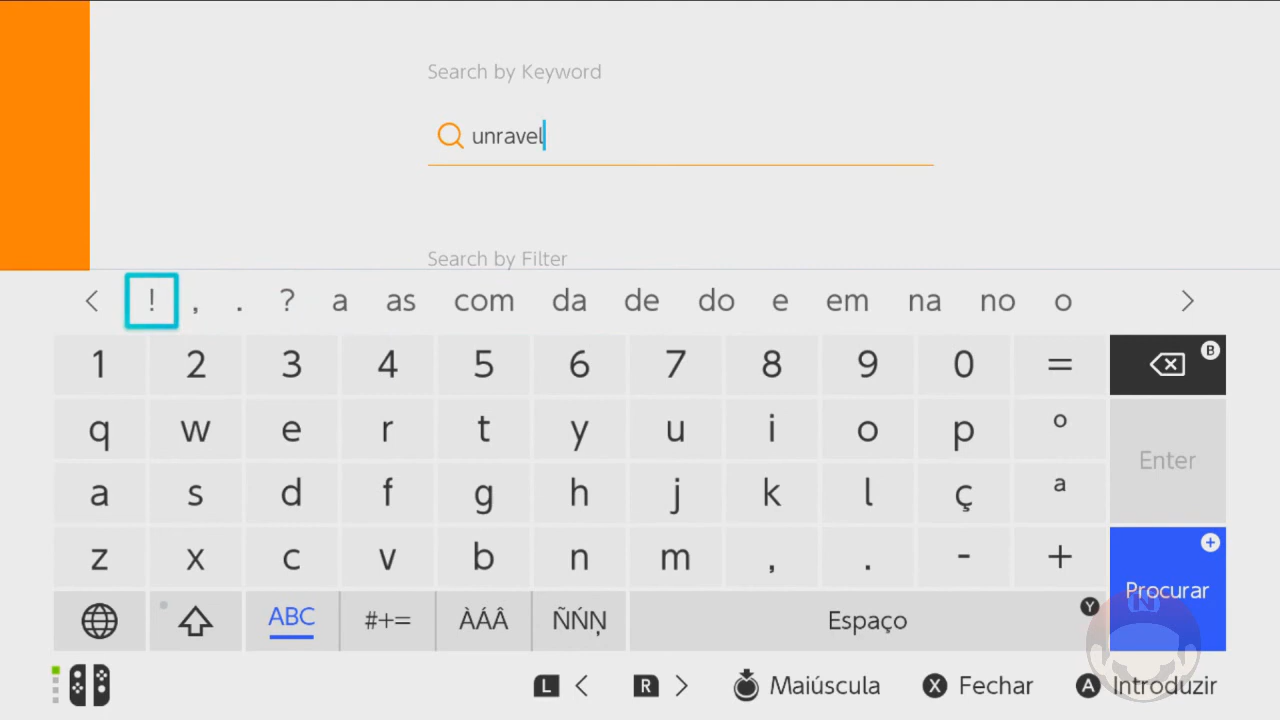 Search by Keyword
unravel
Search by Filter
! , . ? a as com da de do e em na no o
1 2 3 4 5 6 7 8 9 0 = B
q w e r t y u i o p º
Enter
a s d f g h j k l ç ª
z x c v b n m , . - + +
Procurar
ABC #+= ÀÁÂ ÑŃŅ Espaço Y
L R Maiúscula X Fechar A Introduzir